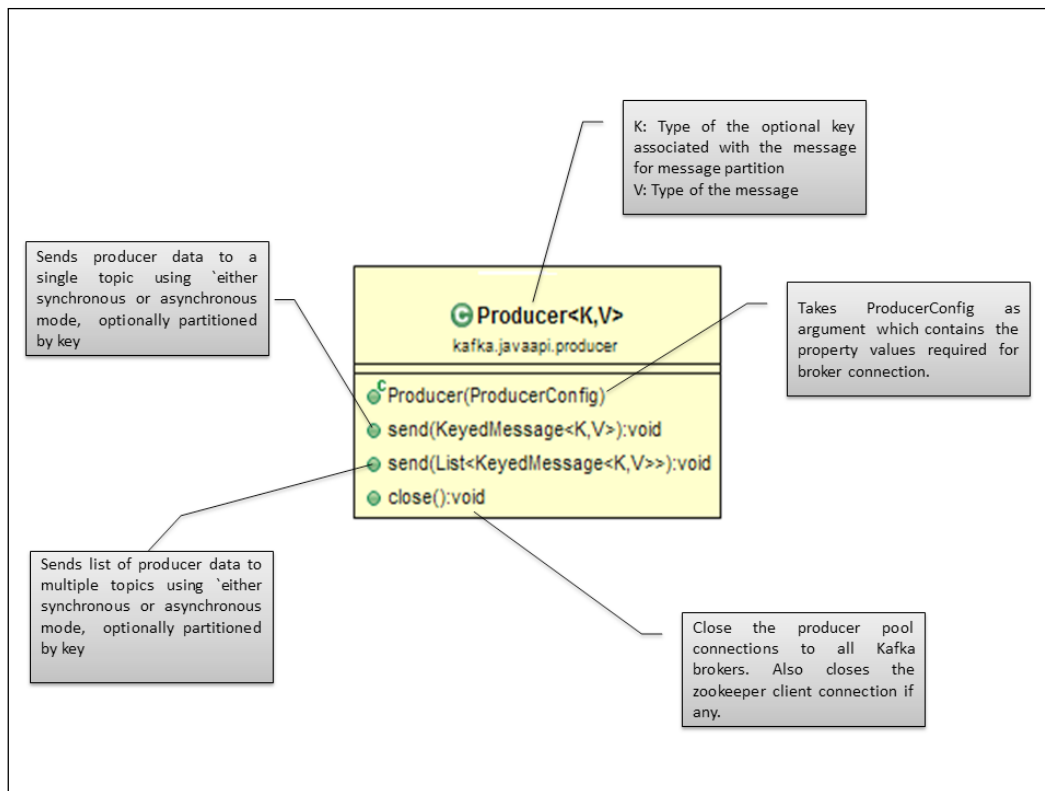 K: Type of the optional key
associated with the message
for message partition
V: Type of the message
Sends producer data to a
single topic using `either
synchronous or asynchronous
mode, optionally partitioned
by key
Producer<K,V>
kafka.javaapi.producer
Producer(ProducerConfig)
send(KeyedMessage<K,V>):void
send(List<KeyedMessage<K,V>>):void
close():void
Takes ProducerConfig as
argument which contains the
property values required for
broker connection.
Sends list of producer data to
multiple topics using `either
synchronous or asynchronous
mode, optionally partitioned
by key
Close the producer pool
connections to all Kafka
brokers. Also closes the
zookeeper client connection if
any.